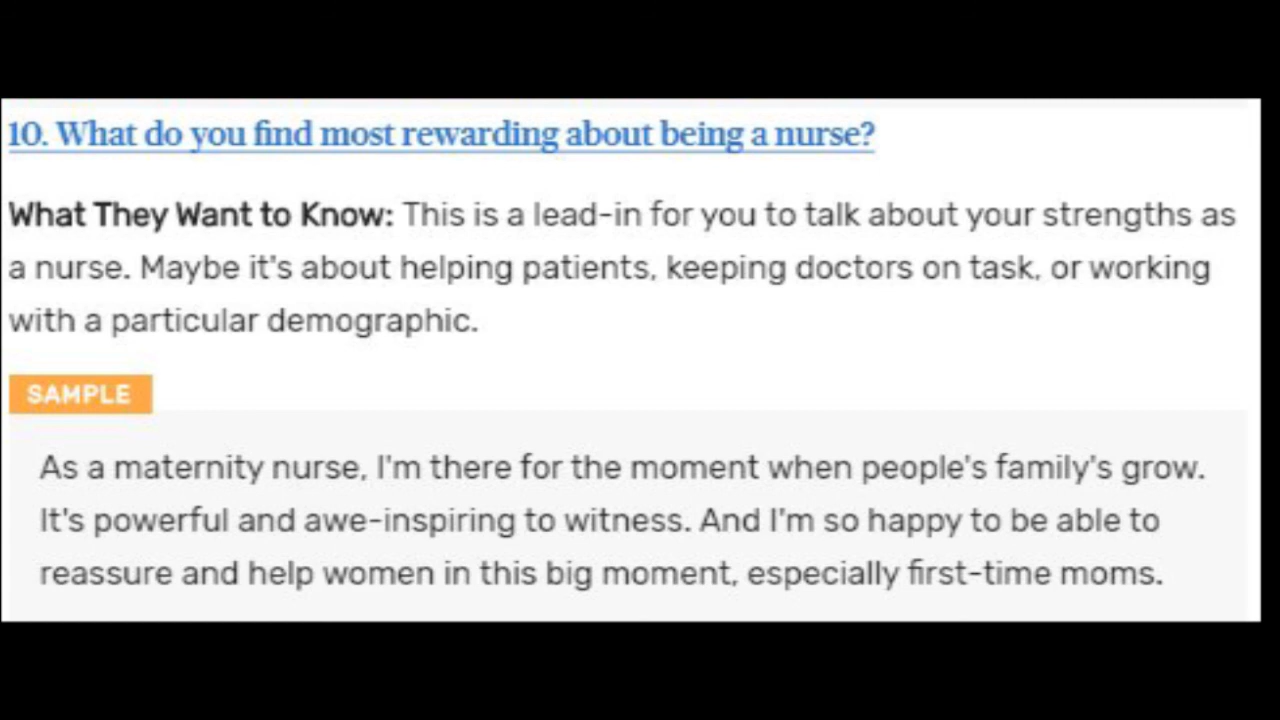 10. What do you find most rewarding about being a nurse?
What They Want to Know: This is a lead-in for you to talk about your strengths as
a nurse. Maybe it's about helping patients, keeping doctors on task, or working
with a particular demographic.
SAMPLE
As a maternity nurse, I'm there for the moment when people's family's grow.
It's powerful and awe-inspiring to witness. And I'm so happy to be able to
reassure and help women in this big moment, especially first-time moms.